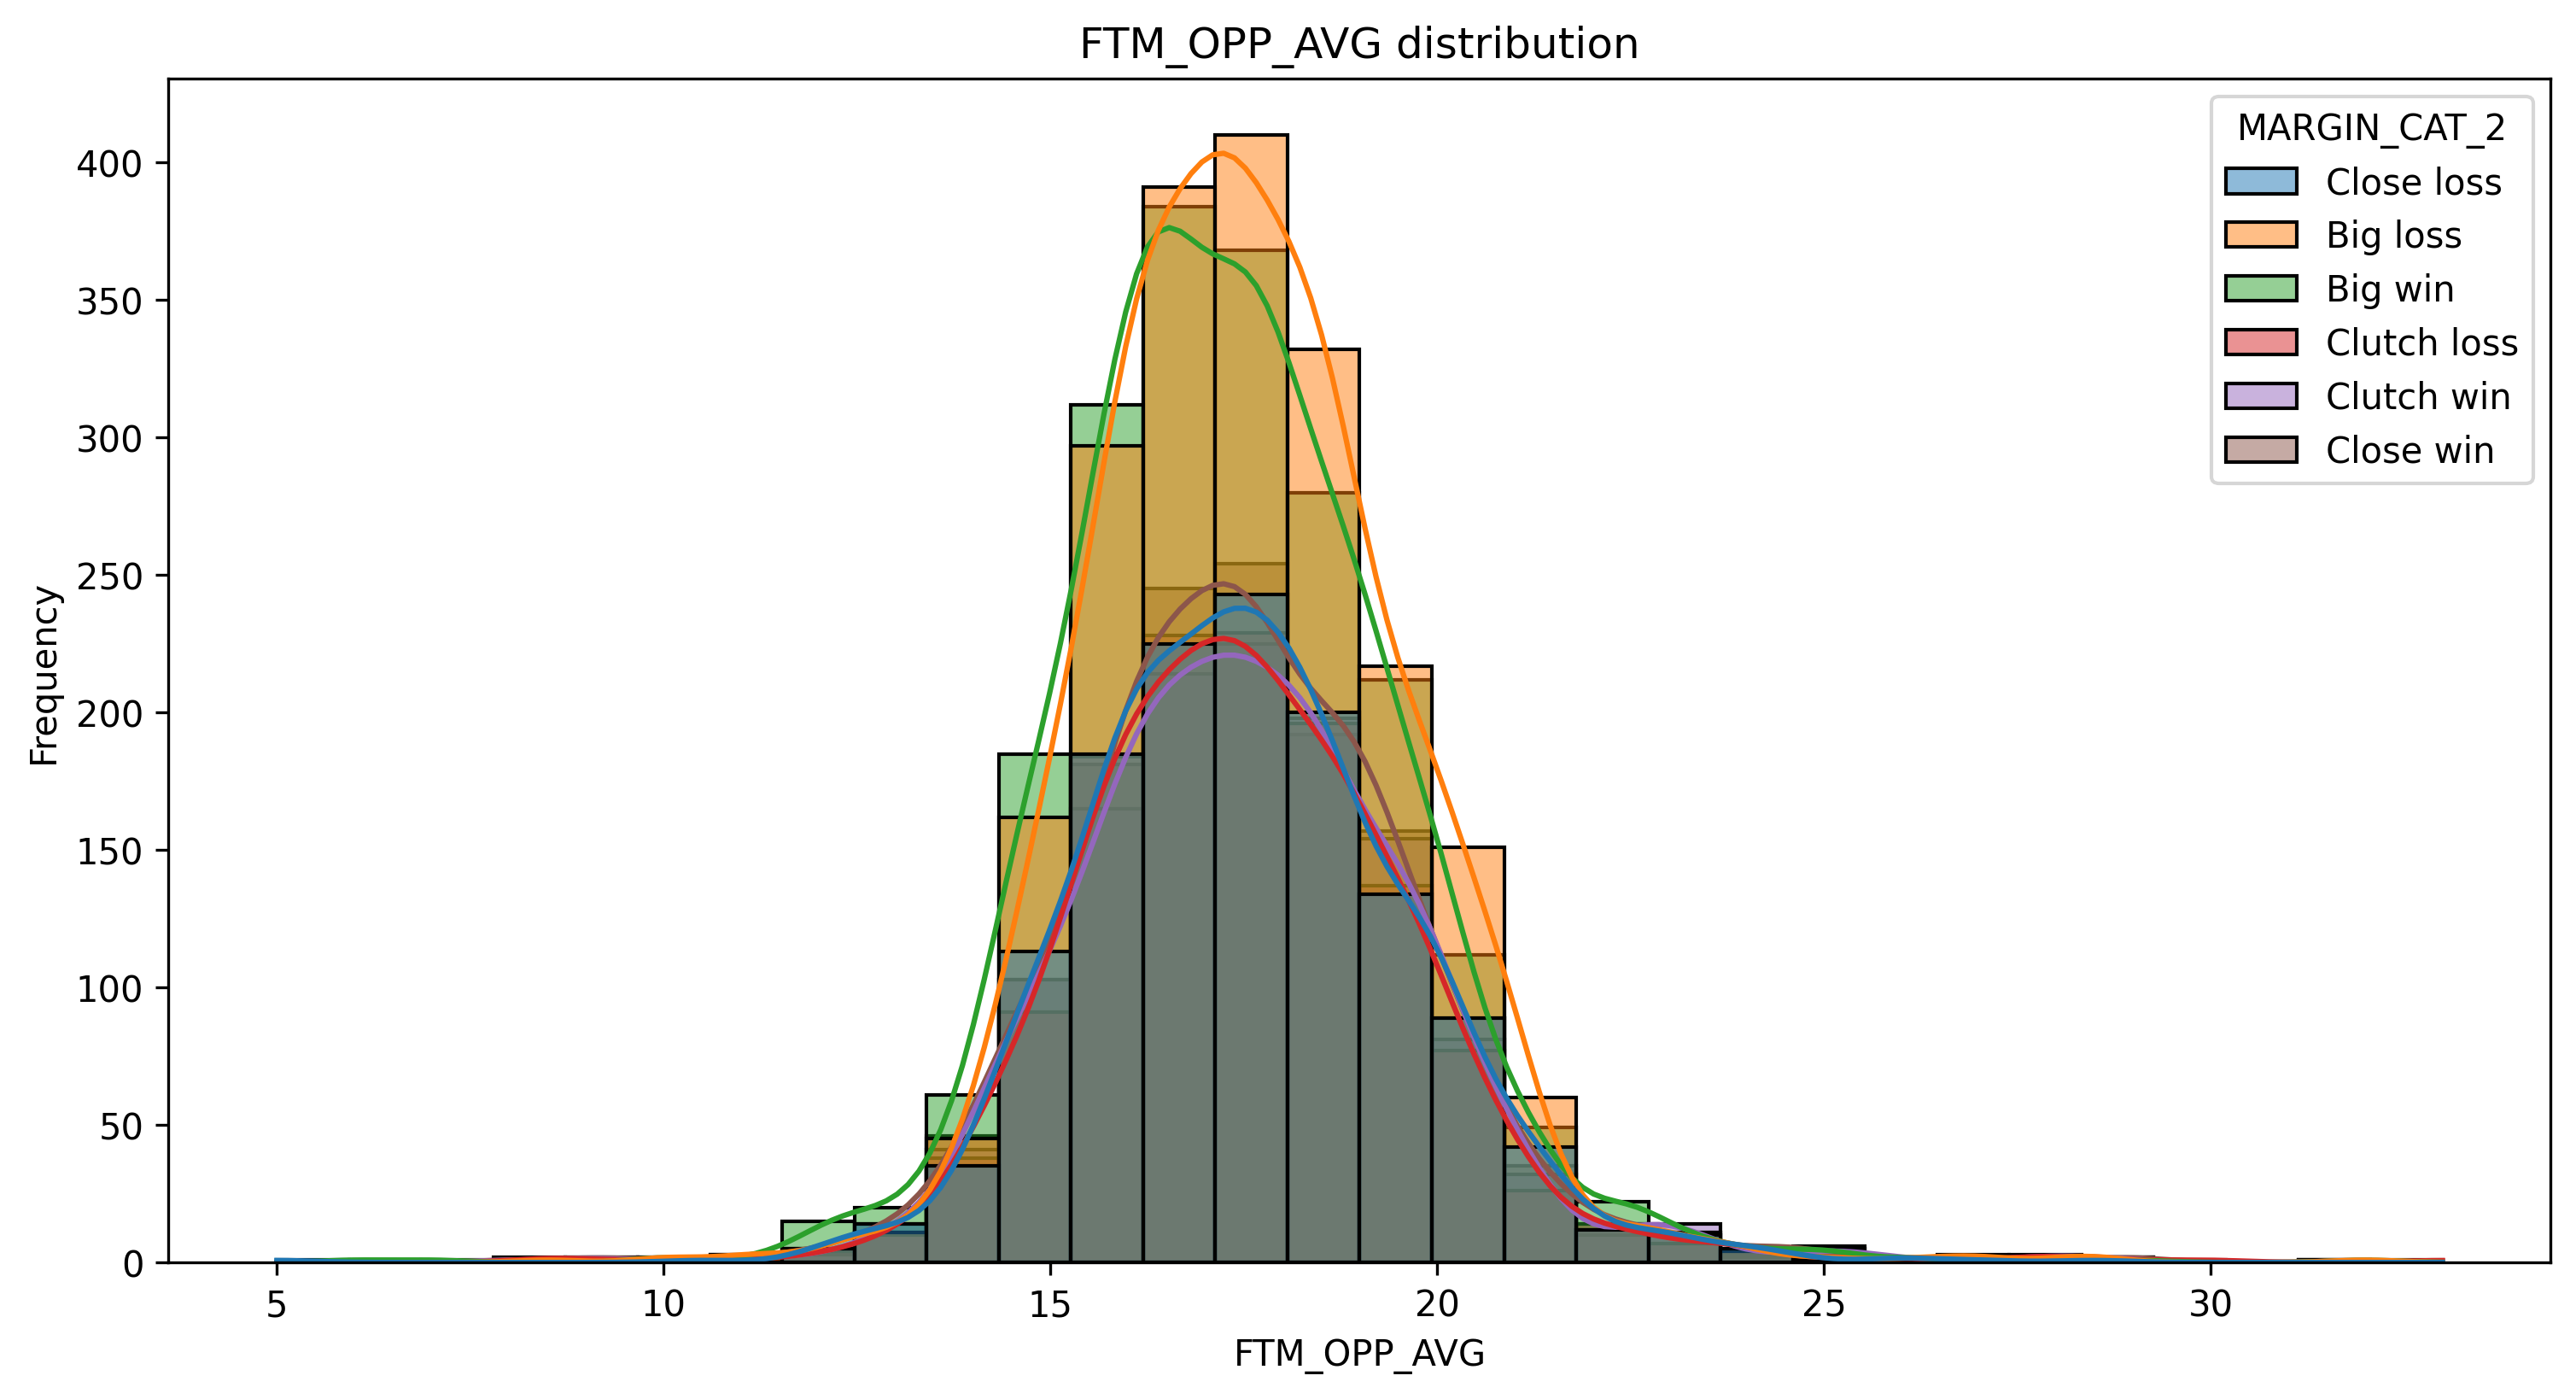 FTM_OPP_AVG distribution
MARGIN_CAT_2
Close loss
Big loss
Big win
Clutch loss
Clutch win
Close win
Frequency
400
350
300
250
200
150
100
50
0
5 10 15 20 25 30
FTM_OPP_AVG